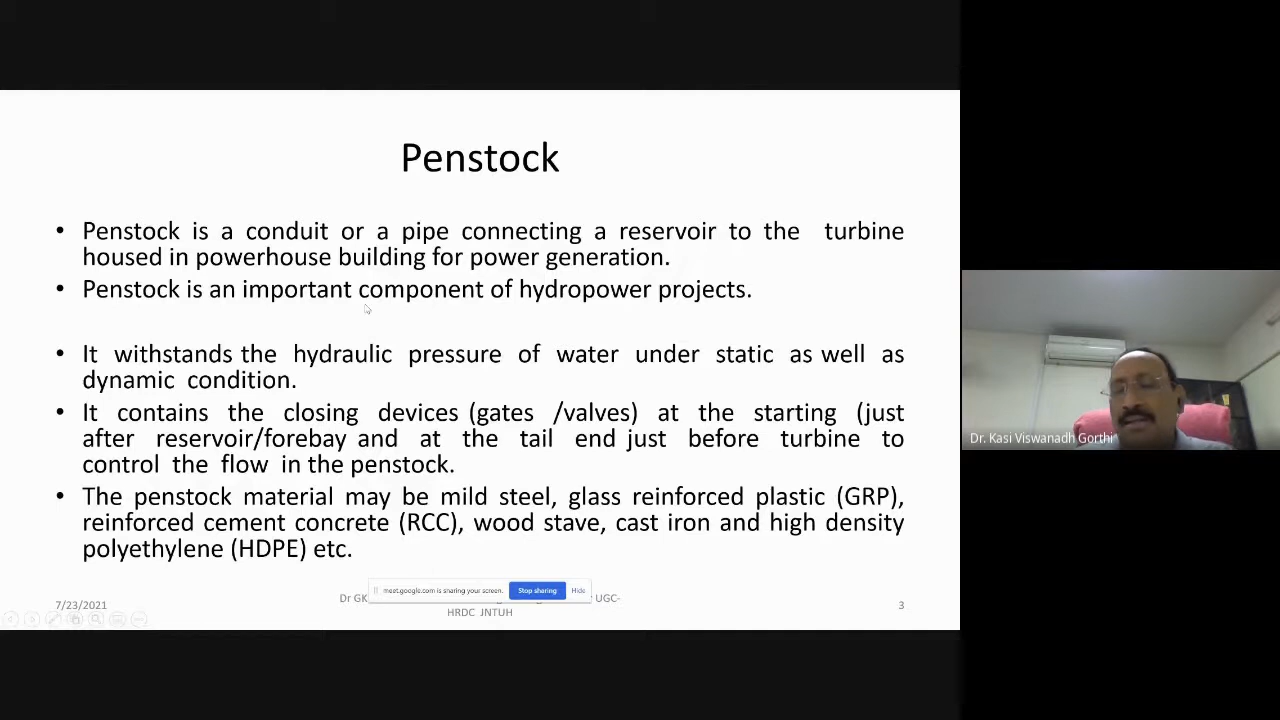 Penstock
• Penstock is a conduit or a pipe connecting a reservoir to the turbine
housed in powerhouse building for power generation.
• Penstock is an important component of hydropower projects.
• It withstands the hydraulic pressure of water under static as well as
dynamic condition.
• It contains the closing devices (gates /valves) at the starting (just
after reservoir/forebay and at the tail end just before turbine to
control the flow in the penstock.
• The penstock material may be mild steel, glass reinforced plastic (GRP),
reinforced cement concrete (RCC), wood stave, cast iron and high density
polyethylene (HDPE) etc.
meet.google.com is sharing your screen. Stop sharing Hide
7/23/2021
Dr UGC-
HRDC JNTUH
3
Dr. Kasi Viswanadh Gorthi